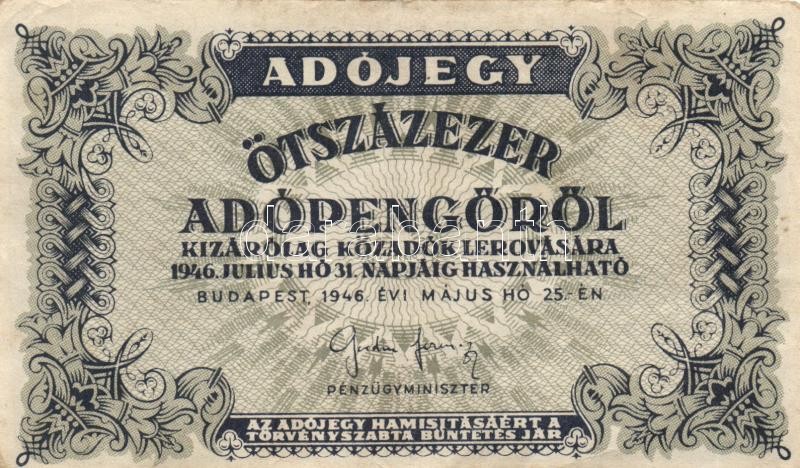 ADÓJEGY
ÖTSZÁZEZER
ADÓPENGŐRŐL
KIZÁRÓLAG KÖZADÓK LEROVÁSÁRA
1946. JULIUS HÓ 31. NAPJÁIG HASZNÁLHATÓ
BUDAPEST, 1946. ÉVI MÁJUS HÓ 25.-ÉN
PÉNZÜGYMINISZTER
AZ ADÓJEGY HAMISITÁSÁÉRT A
TÖRVÉNYSZABTA BÜNTETÉS JÁR